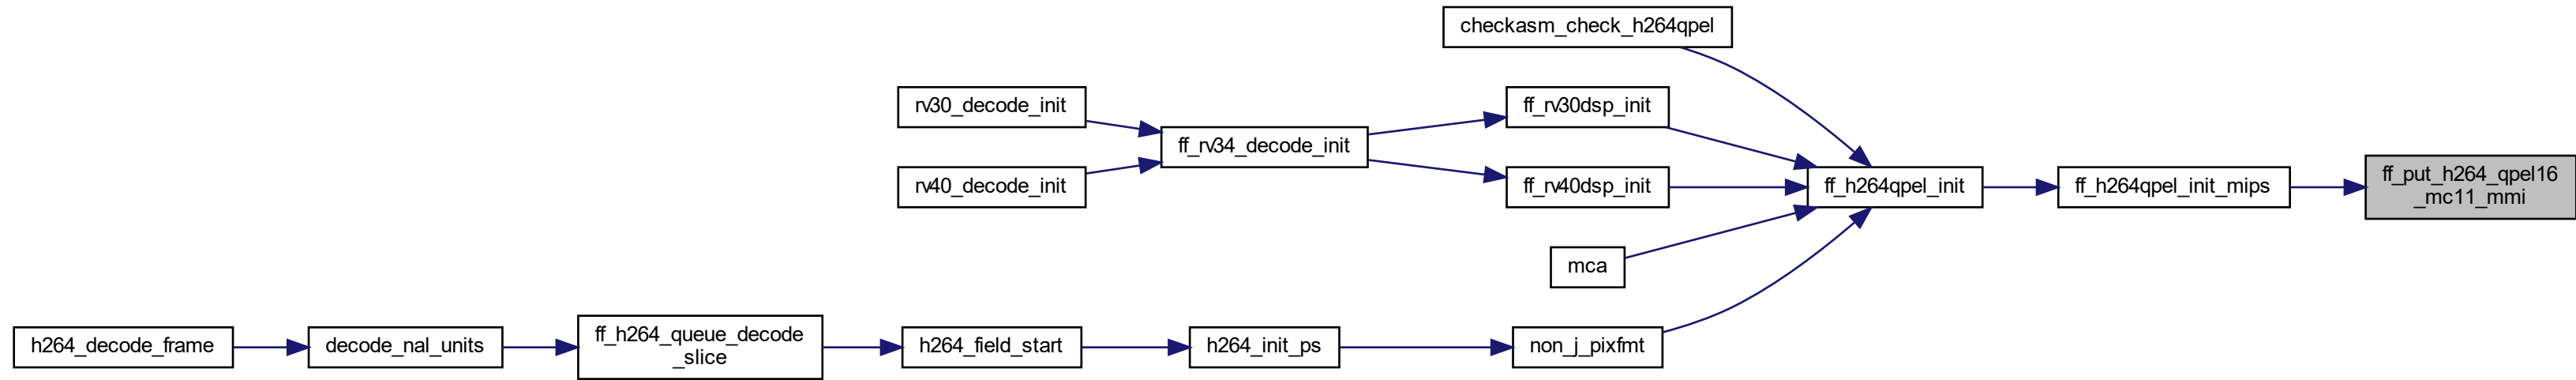 checkasm_check_h264qpel
rv30_decode_init
ff_rv30dsp_init
ff_rv34_decode_init
rv40_decode_init
ff_rv40dsp_init
ff_h264qpel_init
ff_h264qpel_init_mips
ff_put_h264_qpel16
_mc11_mmi
mca
h264_decode_frame
decode_nal_units
ff_h264_queue_decode
_slice
h264_field_start
h264_init_ps
non_j_pixfmt